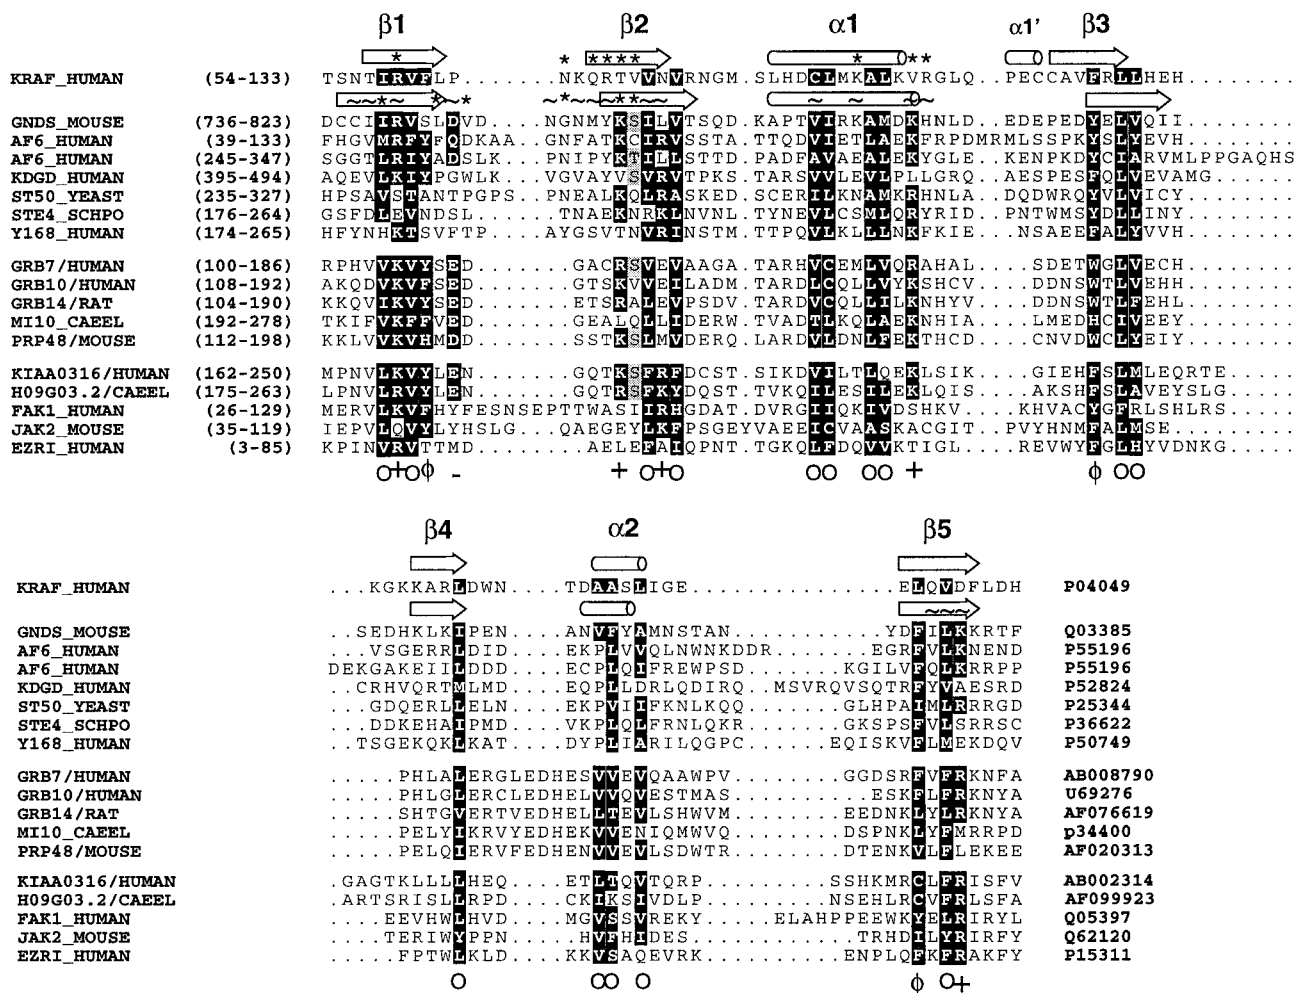 β1 β2 α1 α1' β3
* * * * * * * * *
KRAF_HUMAN (54-133) TSNTIRVFLP.......NKQRTVVNVRNGM.SLHDCLMKALKVRGLQ..PECCAVFRLLHEH.......
~~*~ *~* ~*~~ **~~ ~ ~ ~~
GNDS_MOUSE (736-823) DCCIIRVSLDVD....NGNMYKSILVTSQD.KAPTVIRKAMDKHNLD..EDEPEDYELVQII.......
AF6_HUMAN (39-133) FHGVMRFYFQDKAA..GNFATKCIRVSSTA.TTQDVIETLAEKFRPDMRMLSSPKYSLYEVY.......
AF6_HUMAN (245-347) SGGTLRIYADSLK...PNIPYKTILLSTTD.PADFAVAEALEKYGLE..KENPKDYCIARVMLPPGAQHS
KDGD_HUMAN (395-494) AQEVLKIYPGWLK...VGVAYVSVRVTPKS.TARSVVLEVLPLLGRQ..AESPESFQLVEVAMG.....
ST50_YEAST (235-327) HPSAVSTANTPGPS..PNEALKQLRASKED.SCERILKNAMKRHNLA..DQDWRQYVLVICY.......
STE4_SCHPO (176-264) GSFDLEVNDSL.....TNAEKNRKLNVNL.TYNEVLCSMLQRYRID..PNTWMSYDLLINY.......
Y168_HUMAN (174-265) HFYNHKTSVFTP....AYGSVTNVRINSTM.TTPQVLKLLLNKFKIE..NSAEEFALYVVH.......
GRB7/HUMAN (100-186) RPHVVKVYSED.......GACRSVEVAAGA.TARHVCEMLVQRAHAL....SDETWGLVECH.......
GRB10/HUMAN (108-192) AKQDVKVFSED.......GTSKVVEILADM.TARDLCQLLVYKSHCV....DDNSWTLVEHH.......
GRB14/RAT (104-190) KKQVIKVYSED.......ETSRALEVPSDV.TARDVCQLLILKNHYV....DDNSWTLFEHL.......
MI10_CAEEL (192-278) TKIFVKFFVED.......GEALQLLIDERW.TVADTLKQLAEKNHIA....LMEDHCIVEEY.......
PRP48/MOUSE (112-198) KKLVVKVHMDD.......SSTKSLMVDERQ.LARDVLDNLFEKTHCD....CNVDWCLYEIY.......
KIAA0316/HUMAN (162-250) MPNVLKVYLEN.......GQTKSFRFDCST.SIKDVILTLQEKLSLT....GIEHFSLMLEQRTE.....
H09G03.2/CAEEL (175-263) LPNVLRVYLEN.......GQTRSFKYDQSTRTVKQILESILEKLQIS....AKSHFSLAVEYSLG.....
FAK1_HUMAN (26-129) MERVLKVFHYFESNSEPTTWASIIRHGDAT.DVRGIIQKIVDSHKV.....KHVACYGFRLSHLRS.....
JAK2_MOUSE (35-119) IEPVLQVYLYHSLG..QAEGEYLKFPSGEYVAEEICVAASKACGIT..PVYHNMFALMSE.......
EZRI_HUMAN (3-85) KPINVRVTTMD.......AELEFAIQPNT.TGKQLFDQVVKTIGL....REVWYFGLHYVDNKG......
O+Oϕ - + O+O OO OO + ϕ OO
β4 α2 β5
KRAF_HUMAN ...KGKKARLDWN....TDAASLIGE..............ELQVDFLDH P04049
~~~~
GNDS_MOUSE ..SEDHKLKIPEN....ANVFYAMNSTAN...........YDFILKKRTF Q03385
AF6_HUMAN ...VSGERRLDID....EKPLVVQLNWNKDDR........EGRFVLKNEND P55196
AF6_HUMAN DEKGAKEIILDDD....ECPLQIFREWPSD.......KGILVFQLKRRPP P55196
KDGD_HUMAN ..CRHVQRTMLMD....EQPLLDRLQDIRQ...MSVRQVSQTRFYVAESRD P52824
ST50_YEAST ...GDQERLLELN....EKPVIIFKNLKQQ......GLHPAIMLRRRGD P25344
STE4_SCHPO ...DDKEHAIPMD....VKPLQLFRNLQKR.......GKSPSFVLSRRSC P36622
Y168_HUMAN ..TSGEKQKLKAT....DYPLIARILQGPC......EQISKVFLMEKDQV P50749
GRB7/HUMAN .....PHLALERGLEDHESVVEVQAAWPV.........GGDSRFVFRKNFA AB008790
GRB10/HUMAN .....PHLGLERCLEDHELVVQVESTMAS..........ESKFLFRKNYA U69276
GRB14/RAT .....SHTGVERTVEDHELLTEVLSHWVM.........EEDNKLYLRKNYA AF076619
MI10_CAEEL .....PELYIKRVYEDHEKVVENIQMWVQ.........DSPNKLYFMRRPD p34400
PRP48/MOUSE .....PELQIERVFEDHENVVEVLSDWTR.........DTENKVLFLEKEE AF020313
KIAA0316/HUMAN .GAGTKLLLLHEQ....ETLTQVTQRP........SSHKMRCLFRISFV AB002314
H09G03.2/CAEEL .ARTSRISLLRPD....CKIKSIVDLP........NSEHLRCVFRLSFA AF099923
FAK1_HUMAN ....EEVHWLHVD....MGVSSVREKY....ELAHPPEEWKYELRIRYL Q05397
JAK2_MOUSE ....TERIWYPPN....HVFHIDES..........TRHDILYRIRFY Q62120
EZRI_HUMAN .....FPTWLKLD....KKVSAQEVRK........ENPLQFKFRAKFY P15311
O OO O ϕ O+